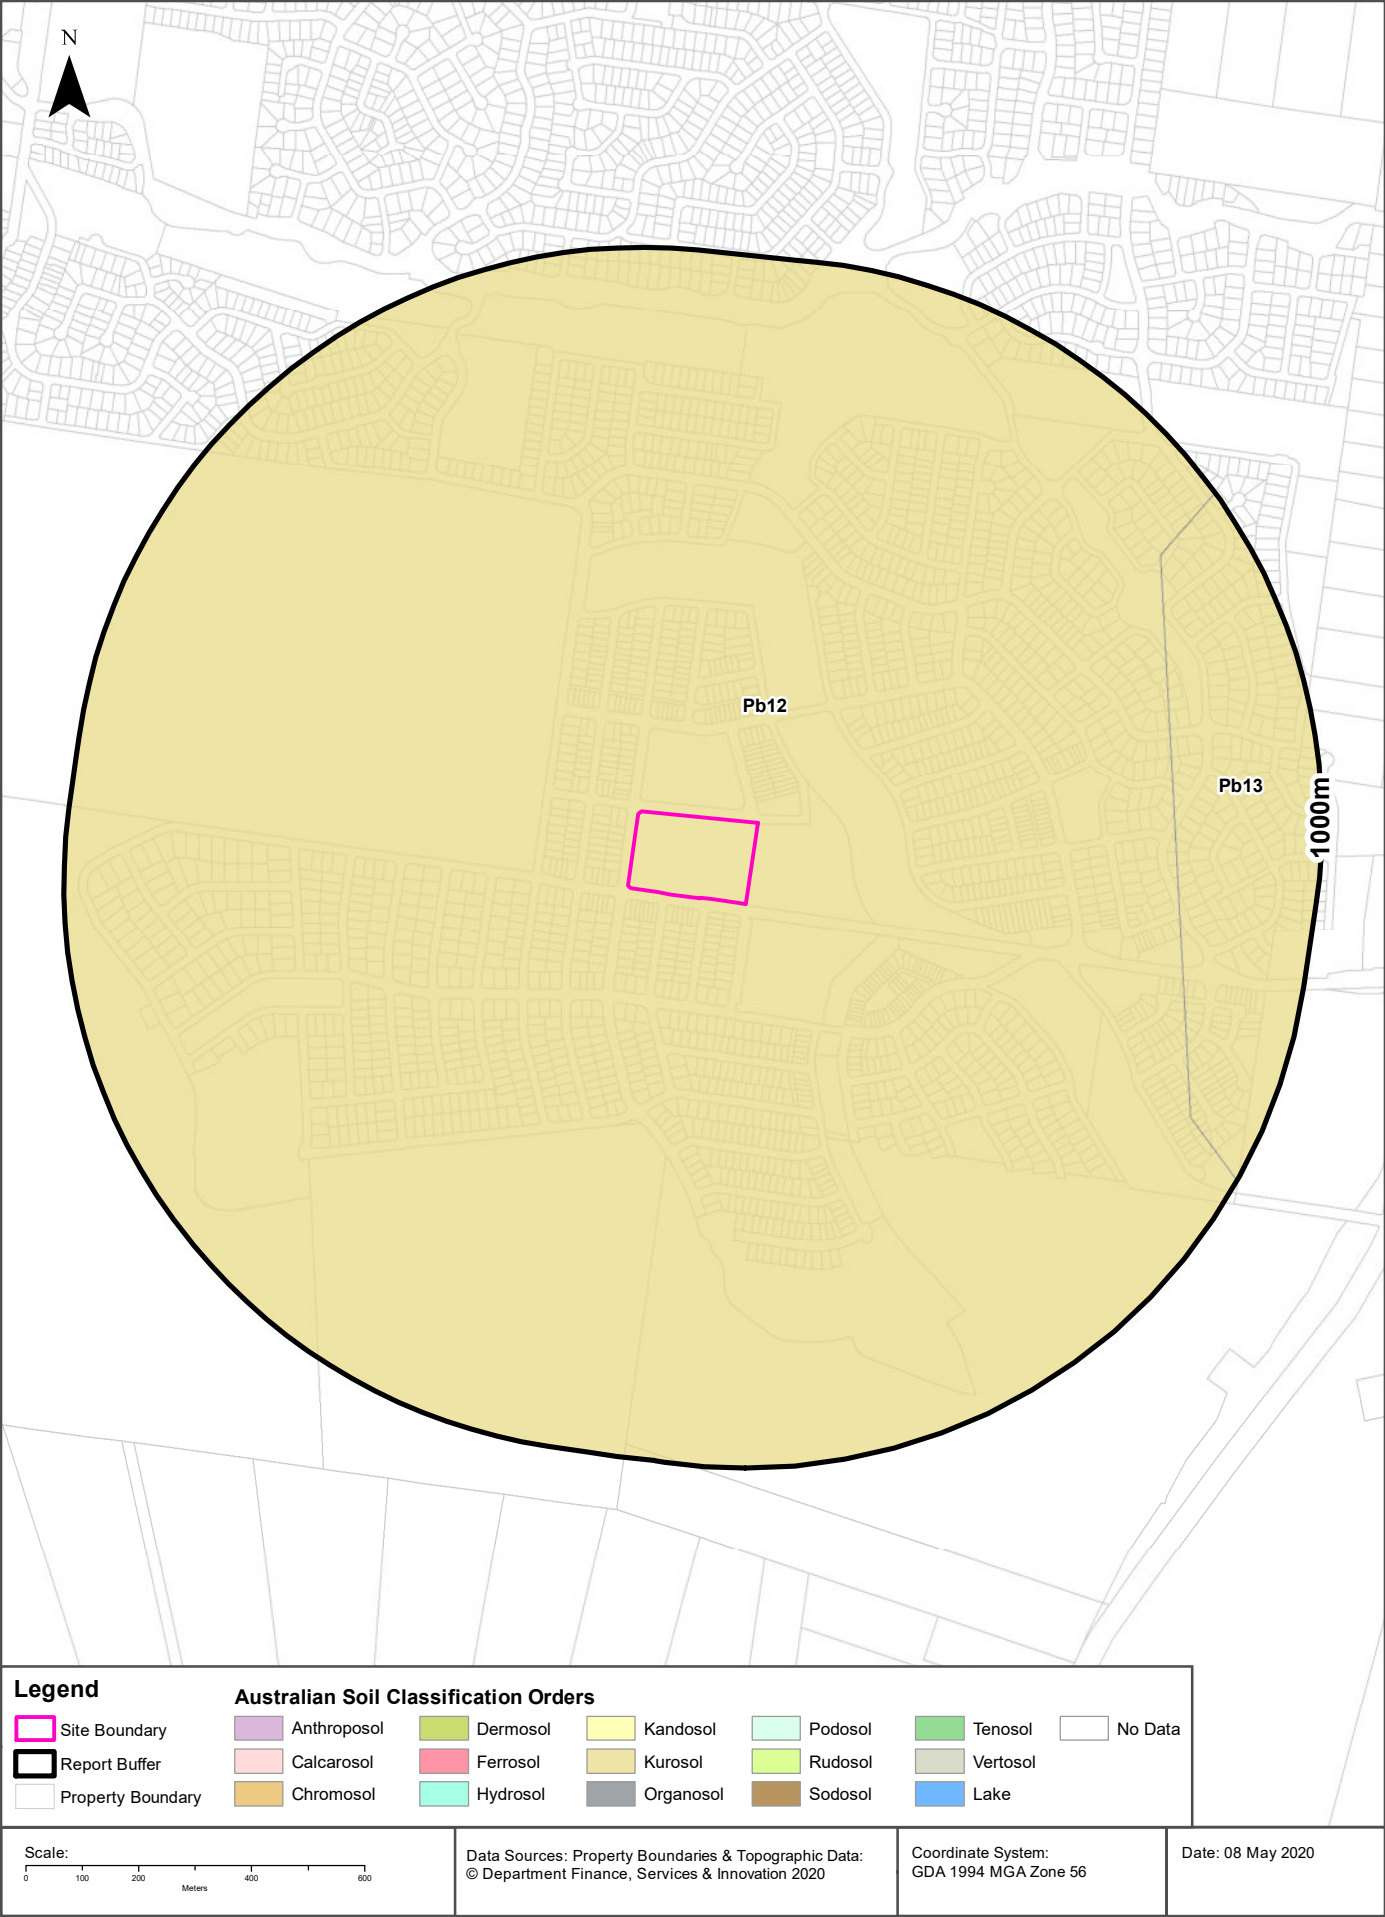 N
Pb12
Pb13
1000m
Legend
Site Boundary
Report Buffer
Property Boundary
Australian Soil Classification Orders
Anthroposol
Calcarosol
Chromosol
Dermosol
Ferrosol
Hydrosol
Kandosol
Kurosol
Organosol
Podosol
Rudosol
Sodosol
Tenosol
Vertosol
Lake
No Data
Scale:
0 100 200 400 600
Meters
Data Sources: Property Boundaries & Topographic Data:
© Department Finance, Services & Innovation 2020
Coordinate System:
GDA 1994 MGA Zone 56
Date: 08 May 2020